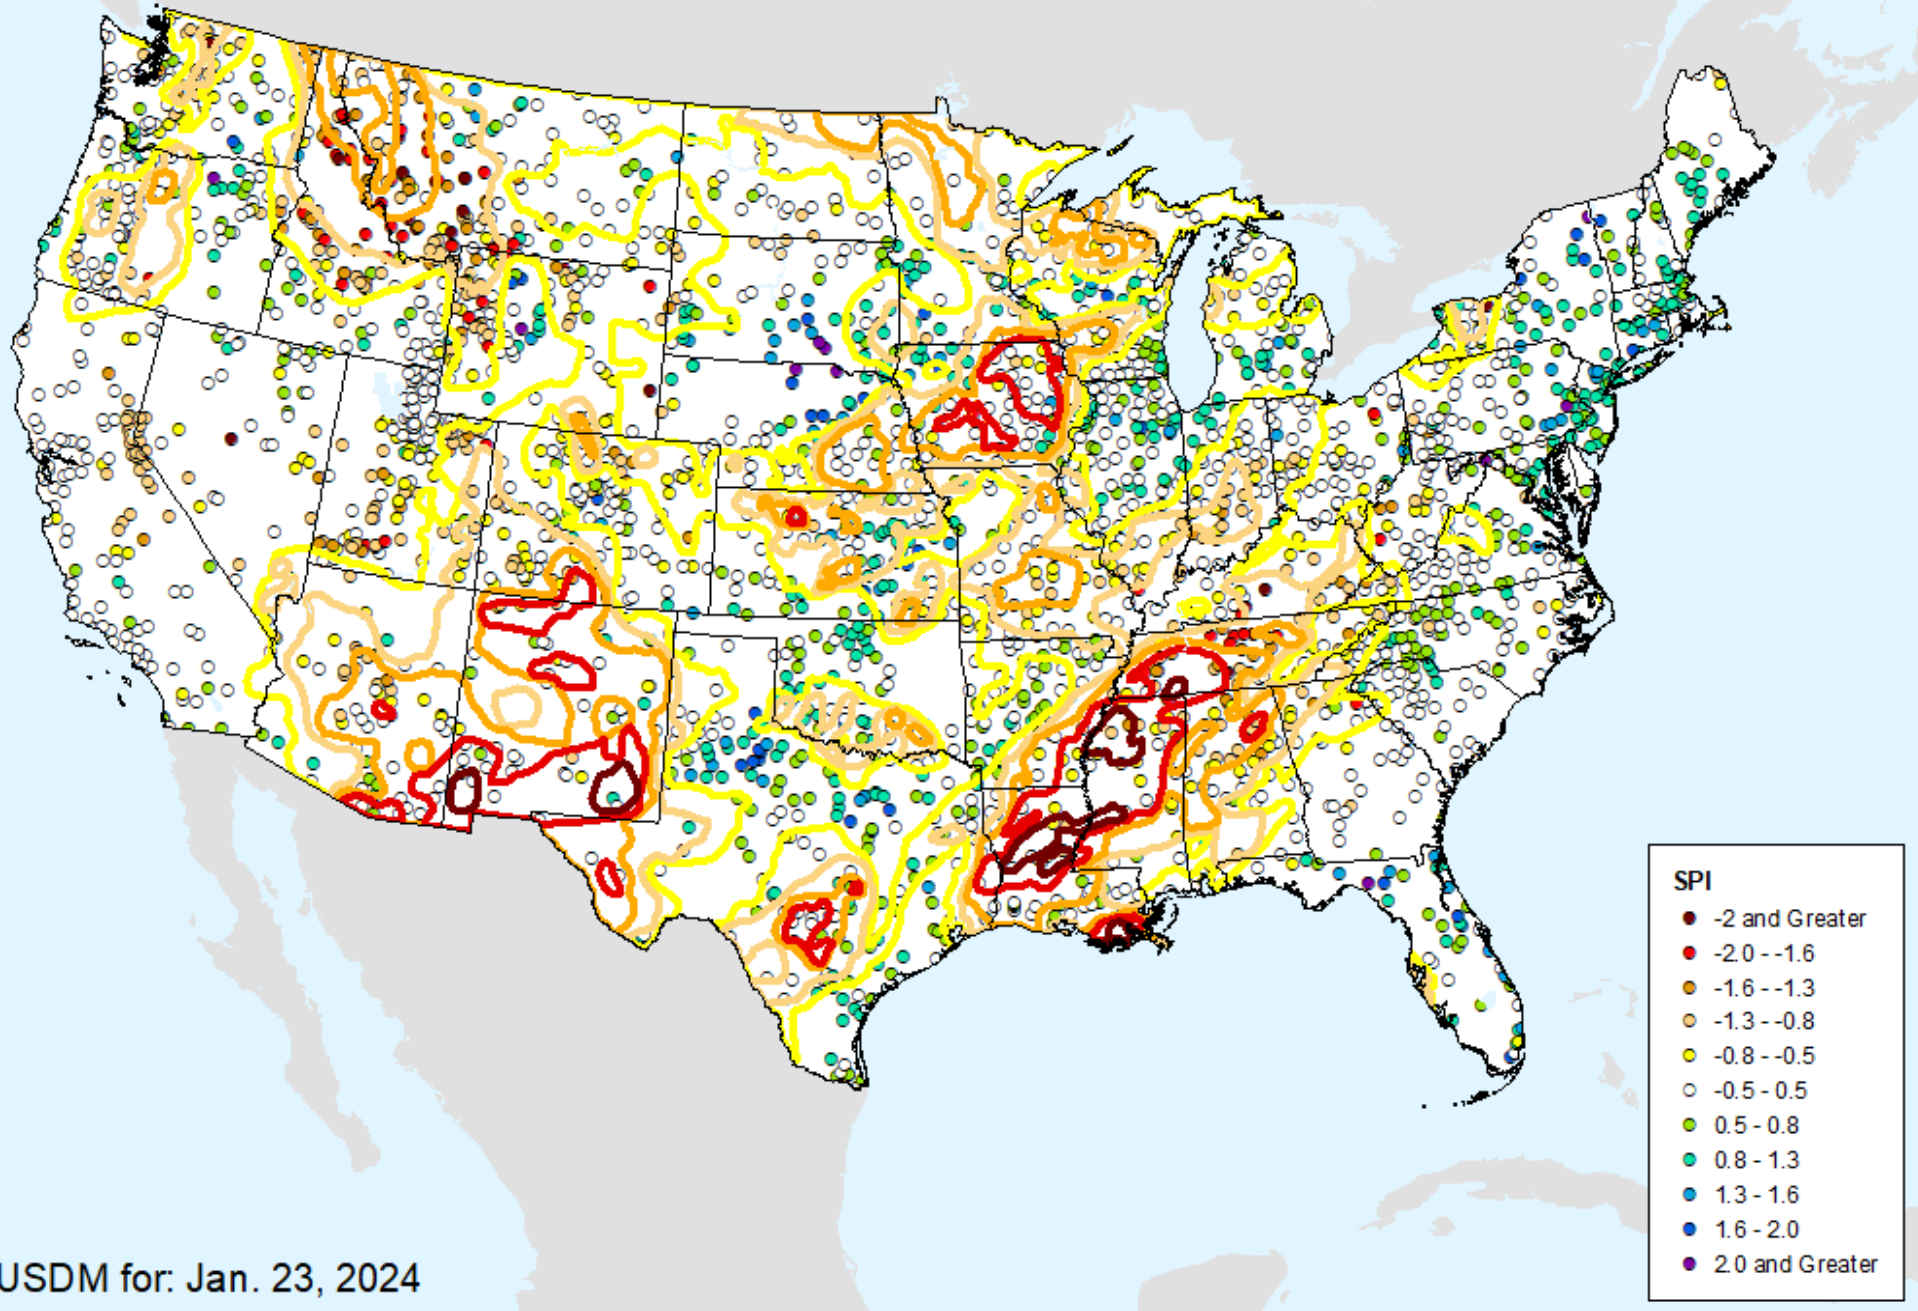 SPI
-2 and Greater
-2.0 - -1.6
-1.6 - -1.3
-1.3 - -0.8
-0.8 - -0.5
-0.5 - 0.5
0.5 - 0.8
0.8 - 1.3
1.3 - 1.6
1.6 - 2.0
2.0 and Greater
USDM for: Jan. 23, 2024